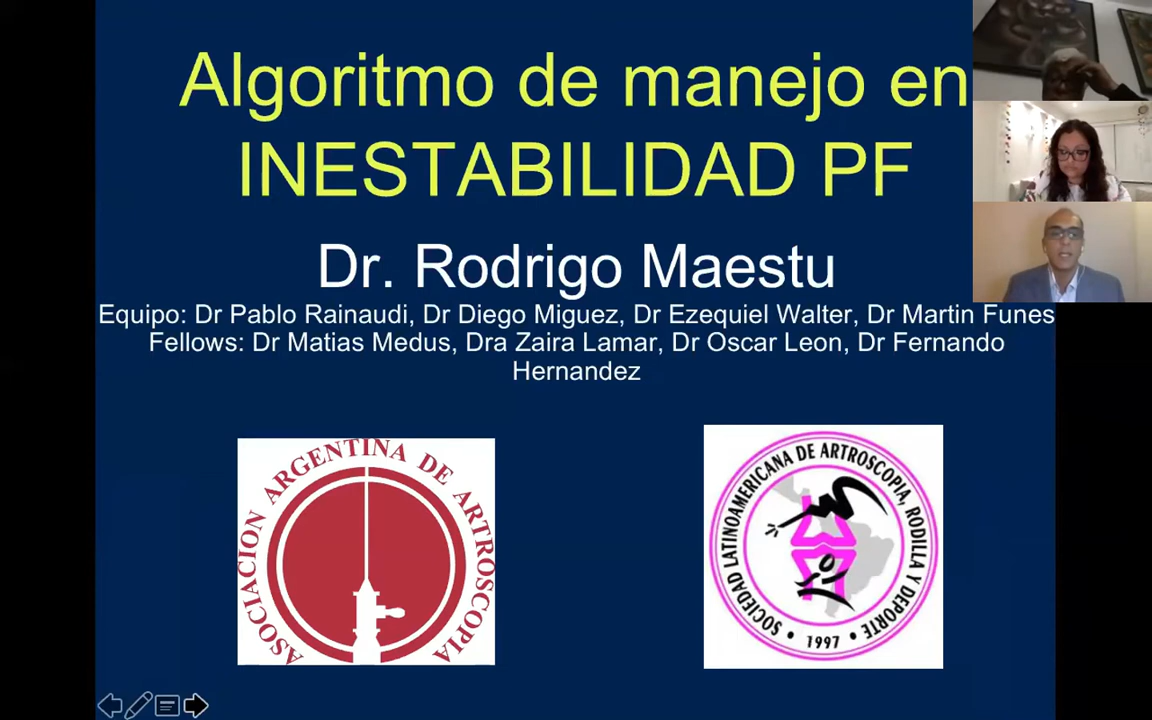 Algoritmo de manejo en
INESTABILIDAD PF
Dr. Rodrigo Maestu
Equipo: Dr Pablo Rainaudi, Dr Diego Miguez, Dr Ezequiel Walter, Dr Martin Funes
Fellows: Dr Matias Medus, Dra Zaira Lamar, Dr Oscar Leon, Dr Fernando
Hernandez
ASOCIACION ARGENTINA DE ARTROSCOPIA
SOCIEDAD LATINOAMERICANA DE ARTROSCOPIA, RODILLA Y DEPORTE
• 1997 •